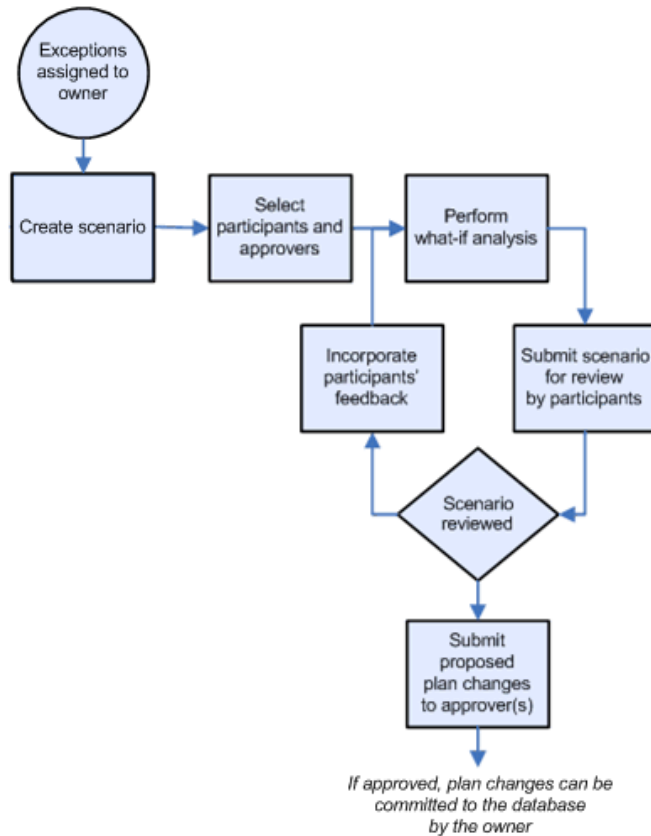 Exceptions
assigned to
owner
Create scenario
Select
participants and
approvers
Perform
what-if analysis
Incorporate
participants'
feedback
Submit scenario
for review
by participants
Scenario
reviewed
Submit
proposed
plan changes
to approver(s)
If approved, plan changes can be
committed to the database
by the owner